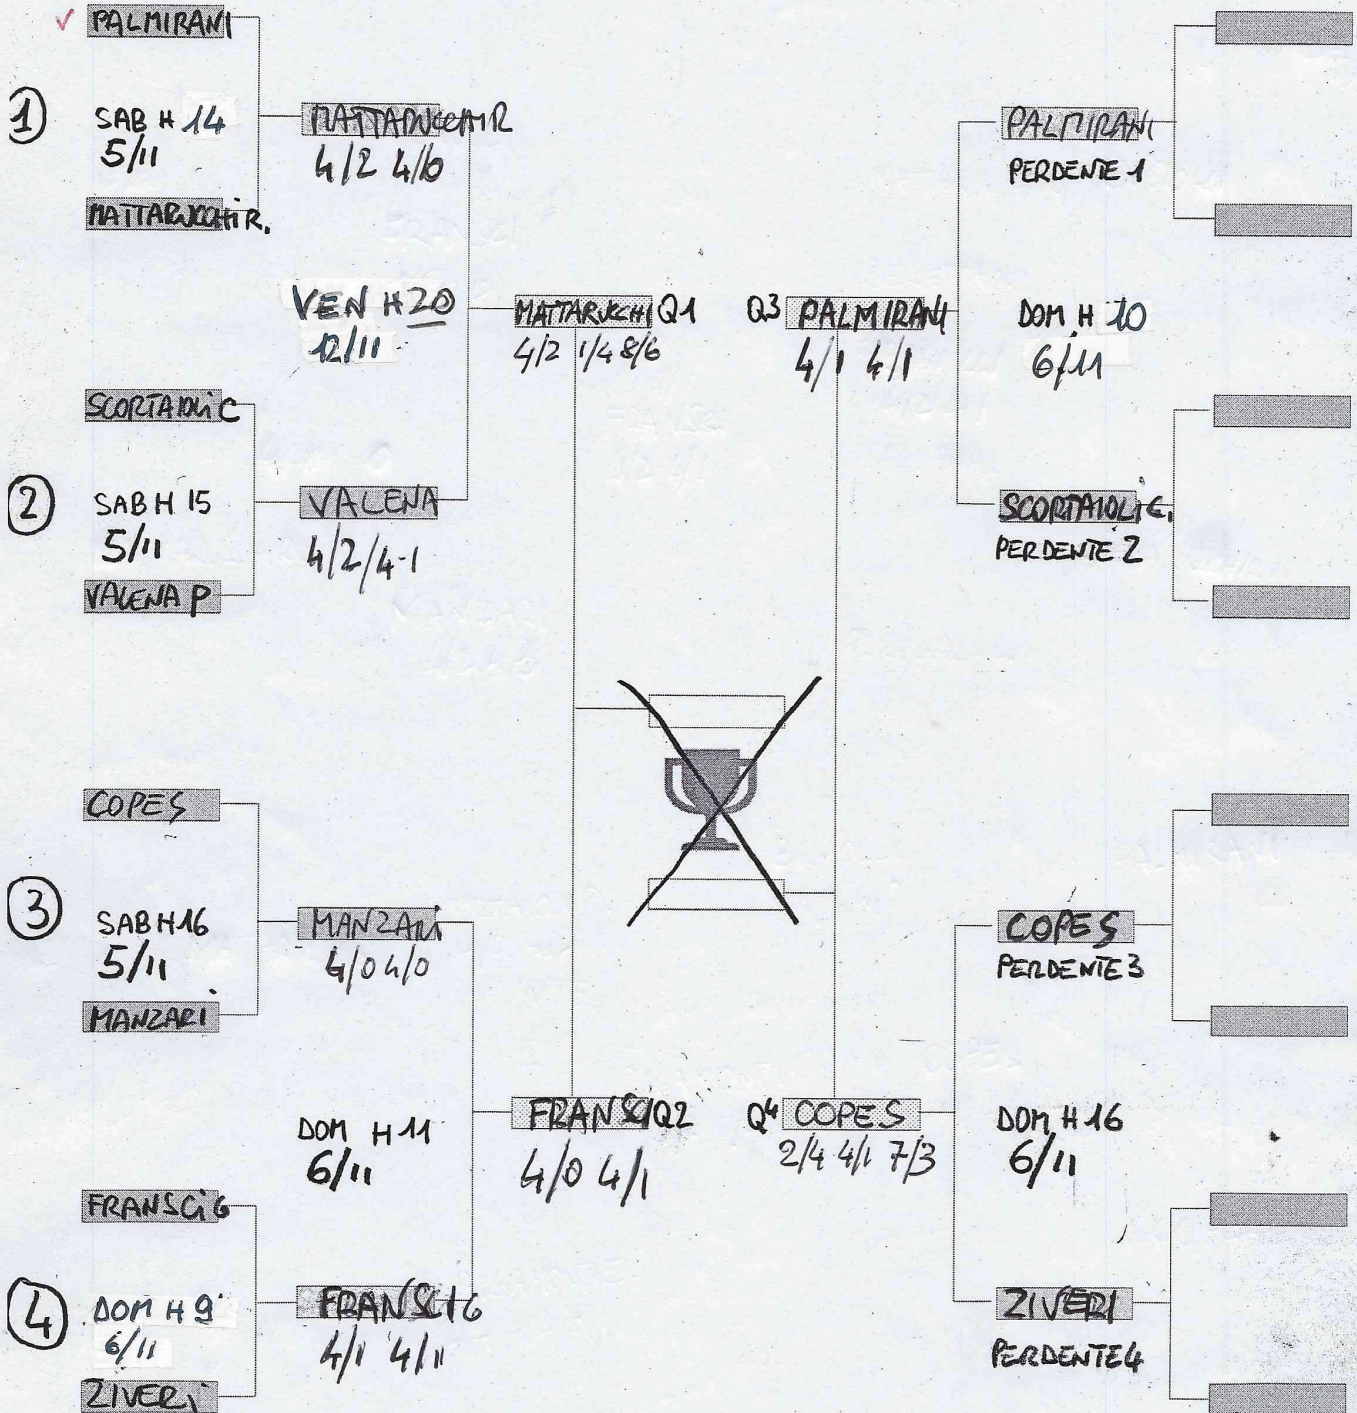 ✓ PALMIRANI
1
SAB H 14
5/11
MATTARUCCHI R.
MATTARUCCHI R
4/2 4/0
VEN H 20
12/11
SCORTAIOLI C
2
SAB H 15
5/11
VALENA P
VALENA
4/2/4-1
MATTARUCHI Q1
4/2 1/4 8/6
COPES
3
SAB H 16
5/11
MANZARI
MANZARI
4/0 4/0
DOM H 11
6/11
FRANSCI G
4
DOM H 9
6/11
ZIVERI
FRANSCI G
4/1 4/1
FRANSCI Q2
4/0 4/1
Q3 PALMIRANI
4/1 4/1
PALMIRANI
PERDENTE 1
DOM H 10
6/11
SCORTAIOLI C.
PERDENTE 2
Q4 COPES
2/4 4/1 7/3
COPES
PERDENTE 3
DOM H 16
6/11
ZIVERI
PERDENTE 4